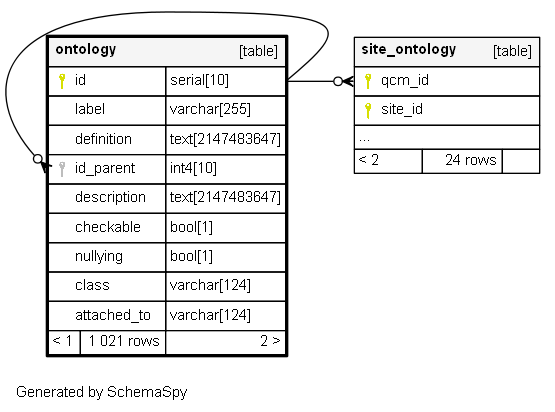 ontology [table]
id serial[10]
label varchar[255]
definition text[2147483647]
id_parent int4[10]
description text[2147483647]
checkable bool[1]
nullying bool[1]
class varchar[124]
attached_to varchar[124]
< 1 1 021 rows 2 >
site_ontology [table]
qcm_id
site_id
...
< 2 24 rows
Generated by SchemaSpy